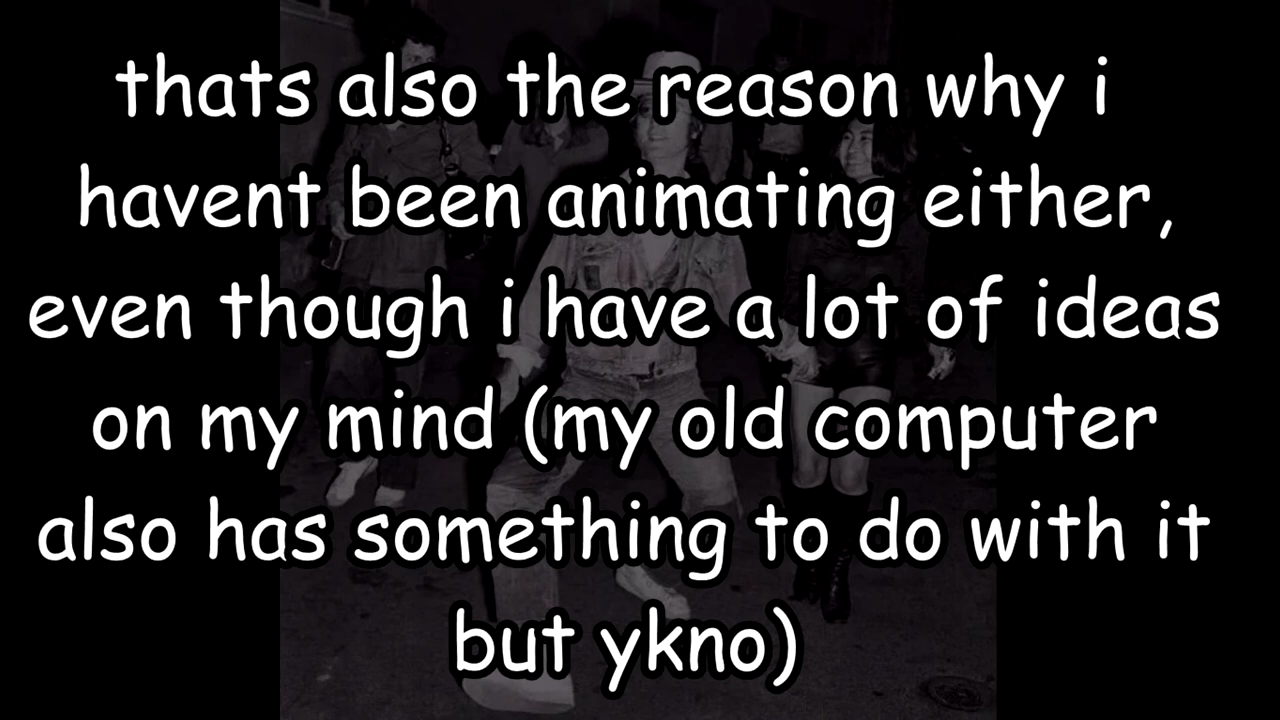 thats also the reason why i
havent been animating either,
even though i have a lot of ideas
on my mind (my old computer
also has something to do with it
but ykno)